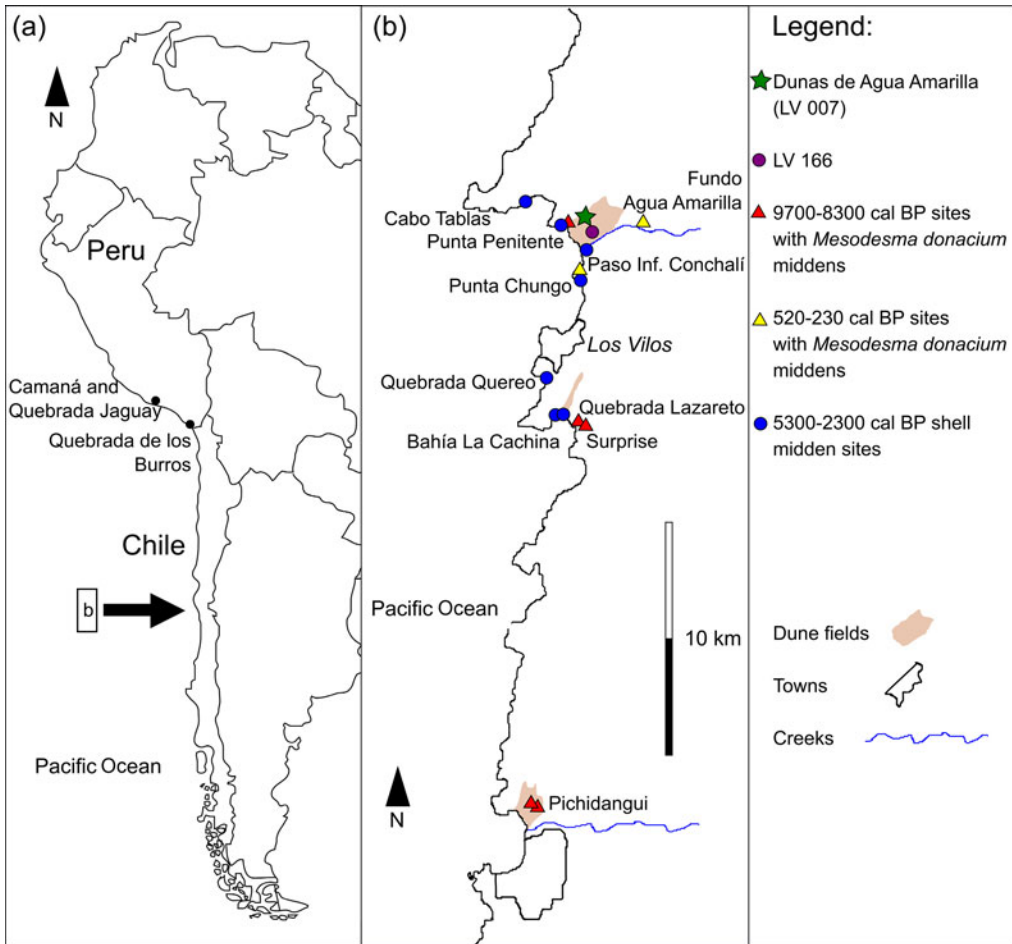 (a)
N
Peru
Camaná and
Quebrada Jaguay
Quebrada de los
Burros
Chile
b
Pacific Ocean
(b)
Fundo
Agua Amarilla
Cabo Tablas
Punta Penitente
Paso Inf. Conchalí
Punta Chungo
Los Vilos
Quebrada Quereo
Quebrada Lazareto
Bahía La Cachina
Surprise
Pacific Ocean
10 km
N
Pichidangui
Legend:
Dunas de Agua Amarilla
(LV 007)
LV 166
9700-8300 cal BP sites
with Mesodesma donacium
middens
520-230 cal BP sites
with Mesodesma donacium
middens
5300-2300 cal BP shell
midden sites
Dune fields
Towns
Creeks